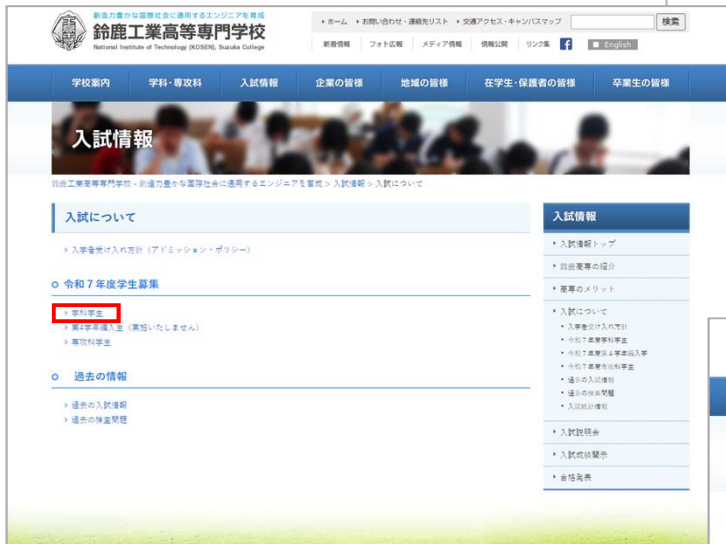 創造力豊かな国際社会に適用するエンジニアを育成
鈴鹿工業高等専門学校
National Institute of Technology (KOSEN), Suzuka College
ホーム お問い合わせ・連絡先リスト 交通アクセス・キャンパスマップ 検索
新着情報 フォト広報 メディア情報 情報公開 リンク集 English
学校案内 学科・専攻科 入試情報 企業の皆様 地域の皆様 在学生・保護者の皆様 卒業生の皆様
入試情報
鈴鹿工業高等専門学校 - 創造力豊かな国際社会に適用するエンジニアを育成 > 入試情報 > 入試について
入試について
入学者受け入れ方針（アドミッション・ポリシー）
令和７年度学生募集
学科学生
第4学年編入生（実施いたしません）
専攻科学生
過去の情報
過去の入試情報
過去の検査問題
入試情報
入試情報トップ
鈴鹿高専の紹介
高専のメリット
入試について
入学者受け入れ方針
令和７年度学科学生
令和７年度第４学年編入学
令和７年度専攻科学生
過去の入試情報
過去の検査問題
入試統計情報
入試説明会
入試成績開示
合格発表